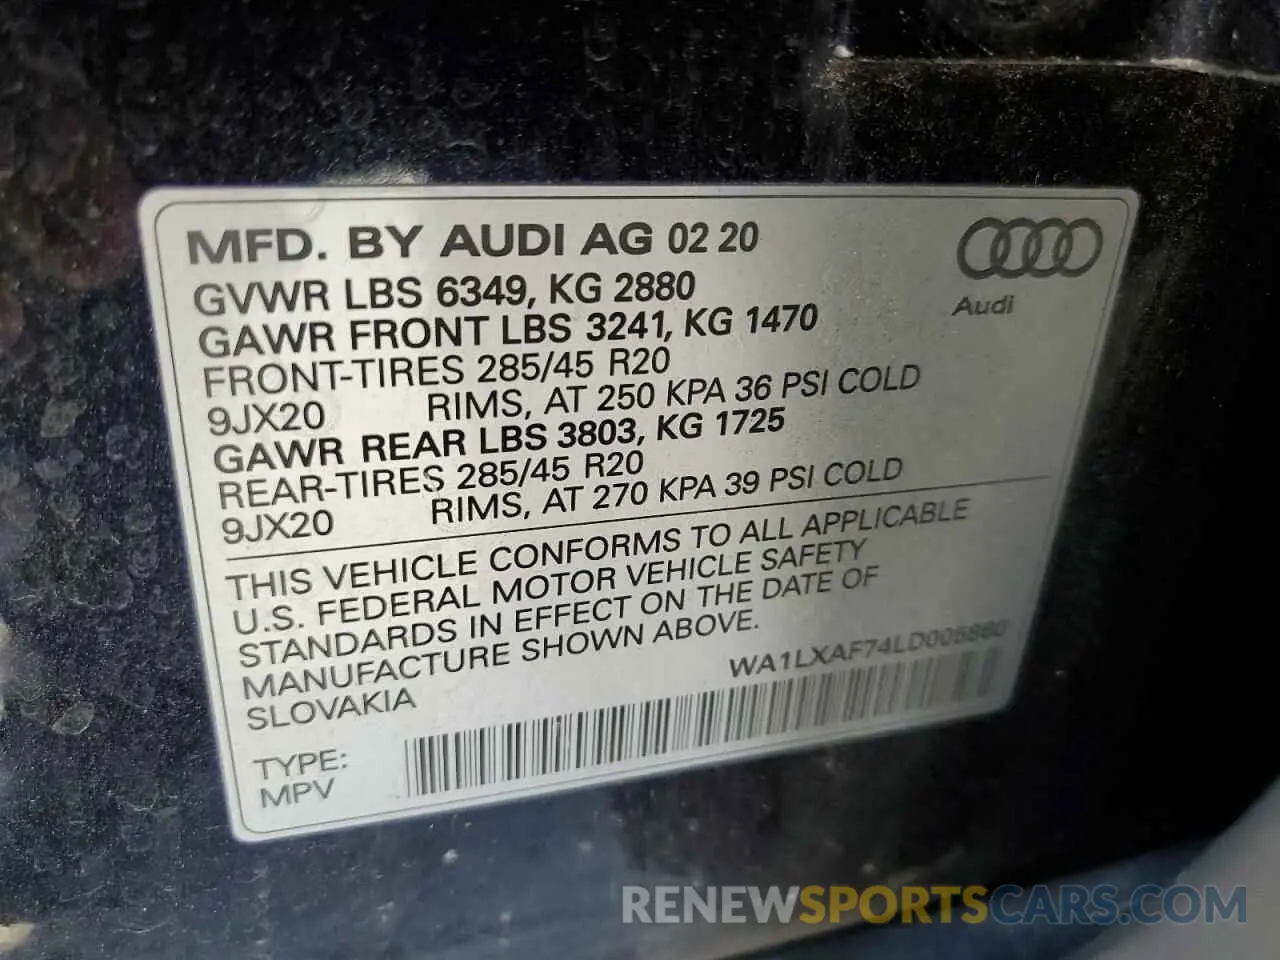 MFD. BY AUDI AG 02 20
GVWR LBS 6349, KG 2880
GAWR FRONT LBS 3241, KG 1470
FRONT-TIRES 285/45 R20
9JX20 RIMS, AT 250 KPA 36 PSI COLD
GAWR REAR LBS 3803, KG 1725
REAR-TIRES 285/45 R20
9JX20 RIMS, AT 270 KPA 39 PSI COLD
THIS VEHICLE CONFORMS TO ALL APPLICABLE
U.S. FEDERAL MOTOR VEHICLE SAFETY
STANDARDS IN EFFECT ON THE DATE OF
MANUFACTURE SHOWN ABOVE.
SLOVAKIA
WA1LXAF74LD005860
TYPE:
MPV
Audi
RENEWSPORTSCARS.COM